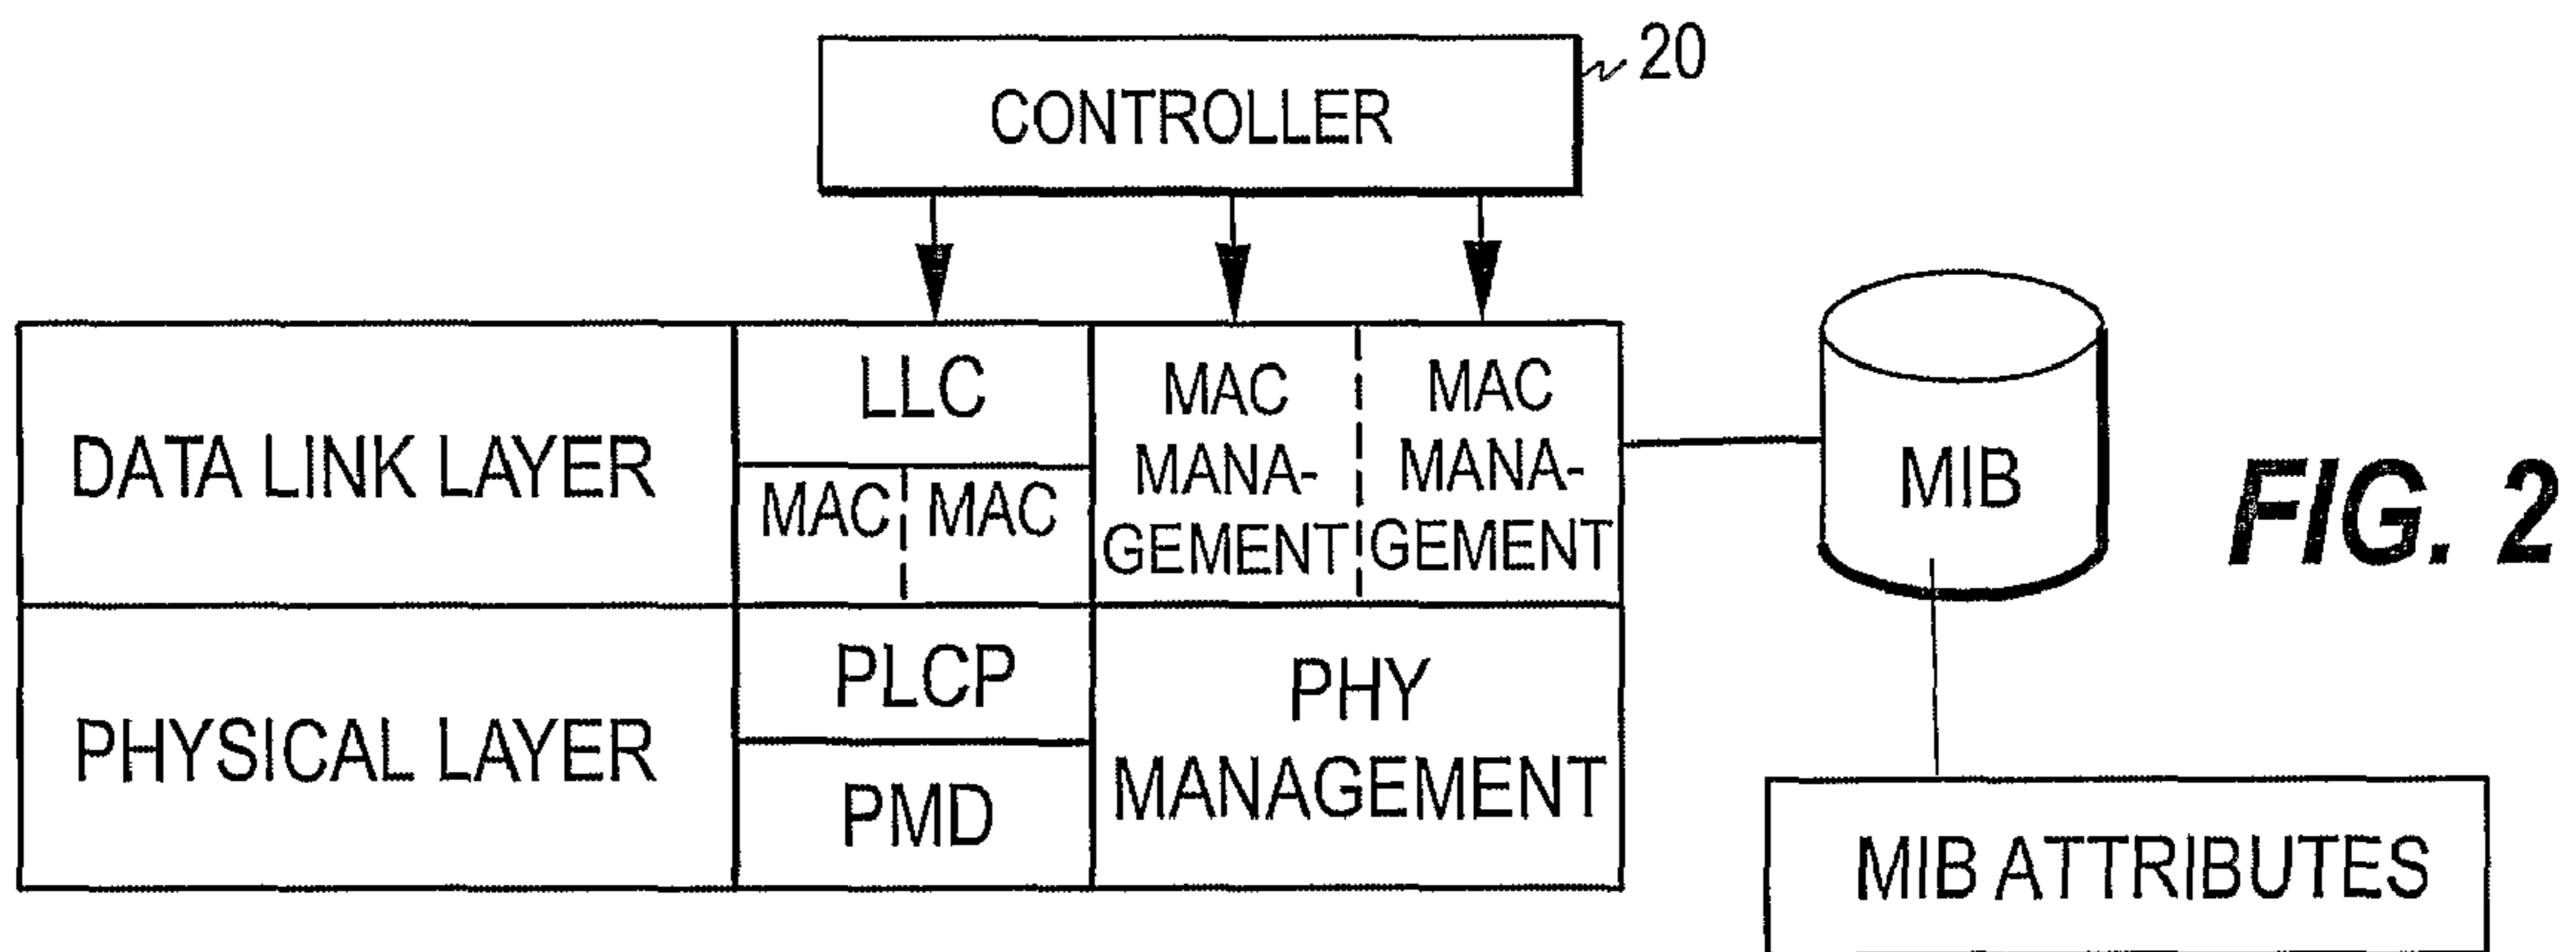 20
CONTROLLER
DATA LINK LAYER
LLC
MAC MAC
MAC
MANA-
GEMENT
MAC
MANA-
GEMENT
MIB
FIG. 2
PHYSICAL LAYER
PLCP
PMD
PHY
MANAGEMENT
MIB ATTRIBUTES